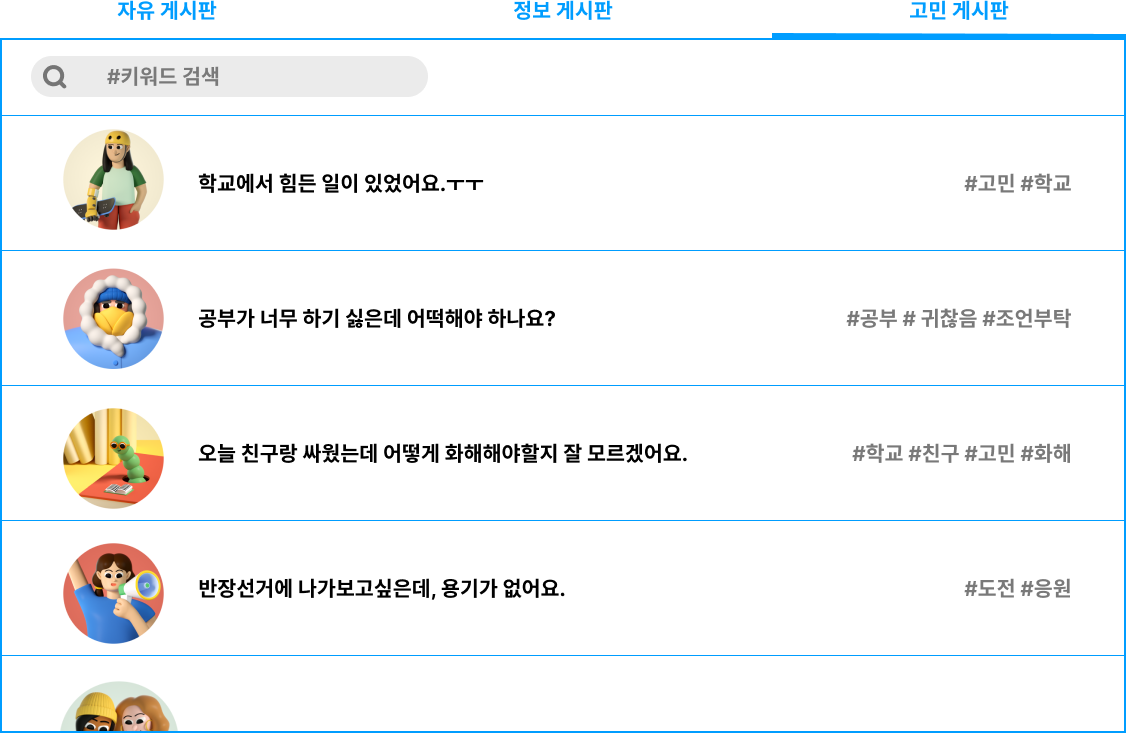 자유 게시판 정보 게시판 고민 게시판
#키워드 검색
학교에서 힘든 일이 있었어요.ㅜㅜ #고민 #학교
공부가 너무 하기 싫은데 어떡해야 하나요? #공부 # 귀찮음 #조언부탁
오늘 친구랑 싸웠는데 어떻게 화해해야할지 잘 모르겠어요. #학교 #친구 #고민 #화해
반장선거에 나가보고싶은데, 용기가 없어요. #도전 #응원